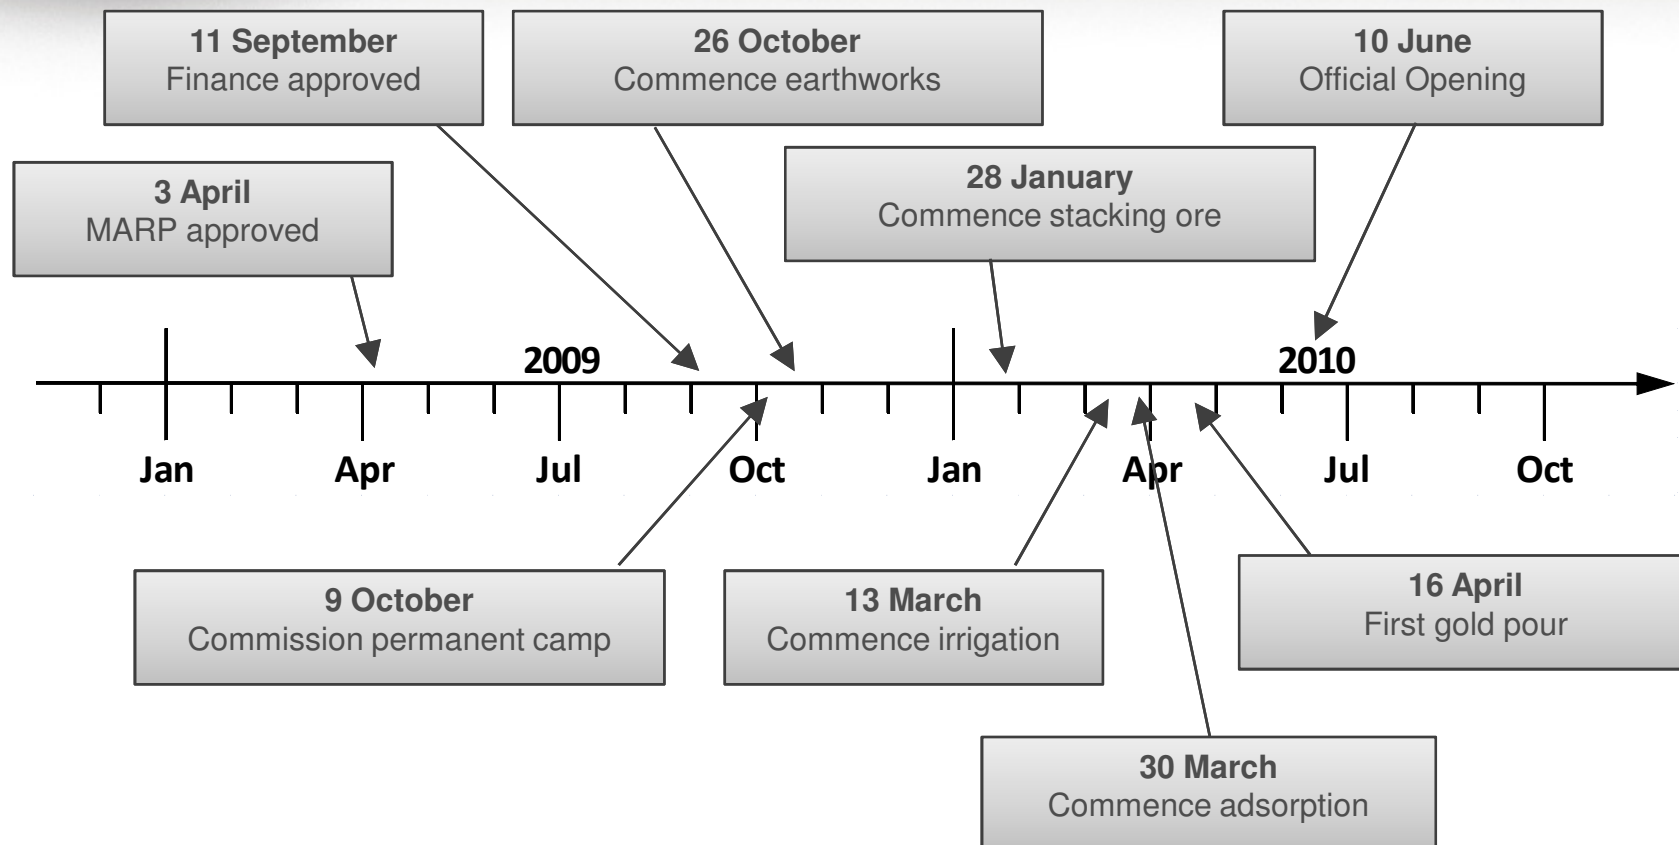 11 September
Finance approved
26 October
Commence earthworks
10 June
Official Opening
3 April
MARP approved
28 January
Commence stacking ore
2009
2010
Jan
Apr
Jul
Oct
Jan
Apr
Jul
Oct
9 October
Commission permanent camp
13 March
Commence irrigation
16 April
First gold pour
30 March
Commence adsorption